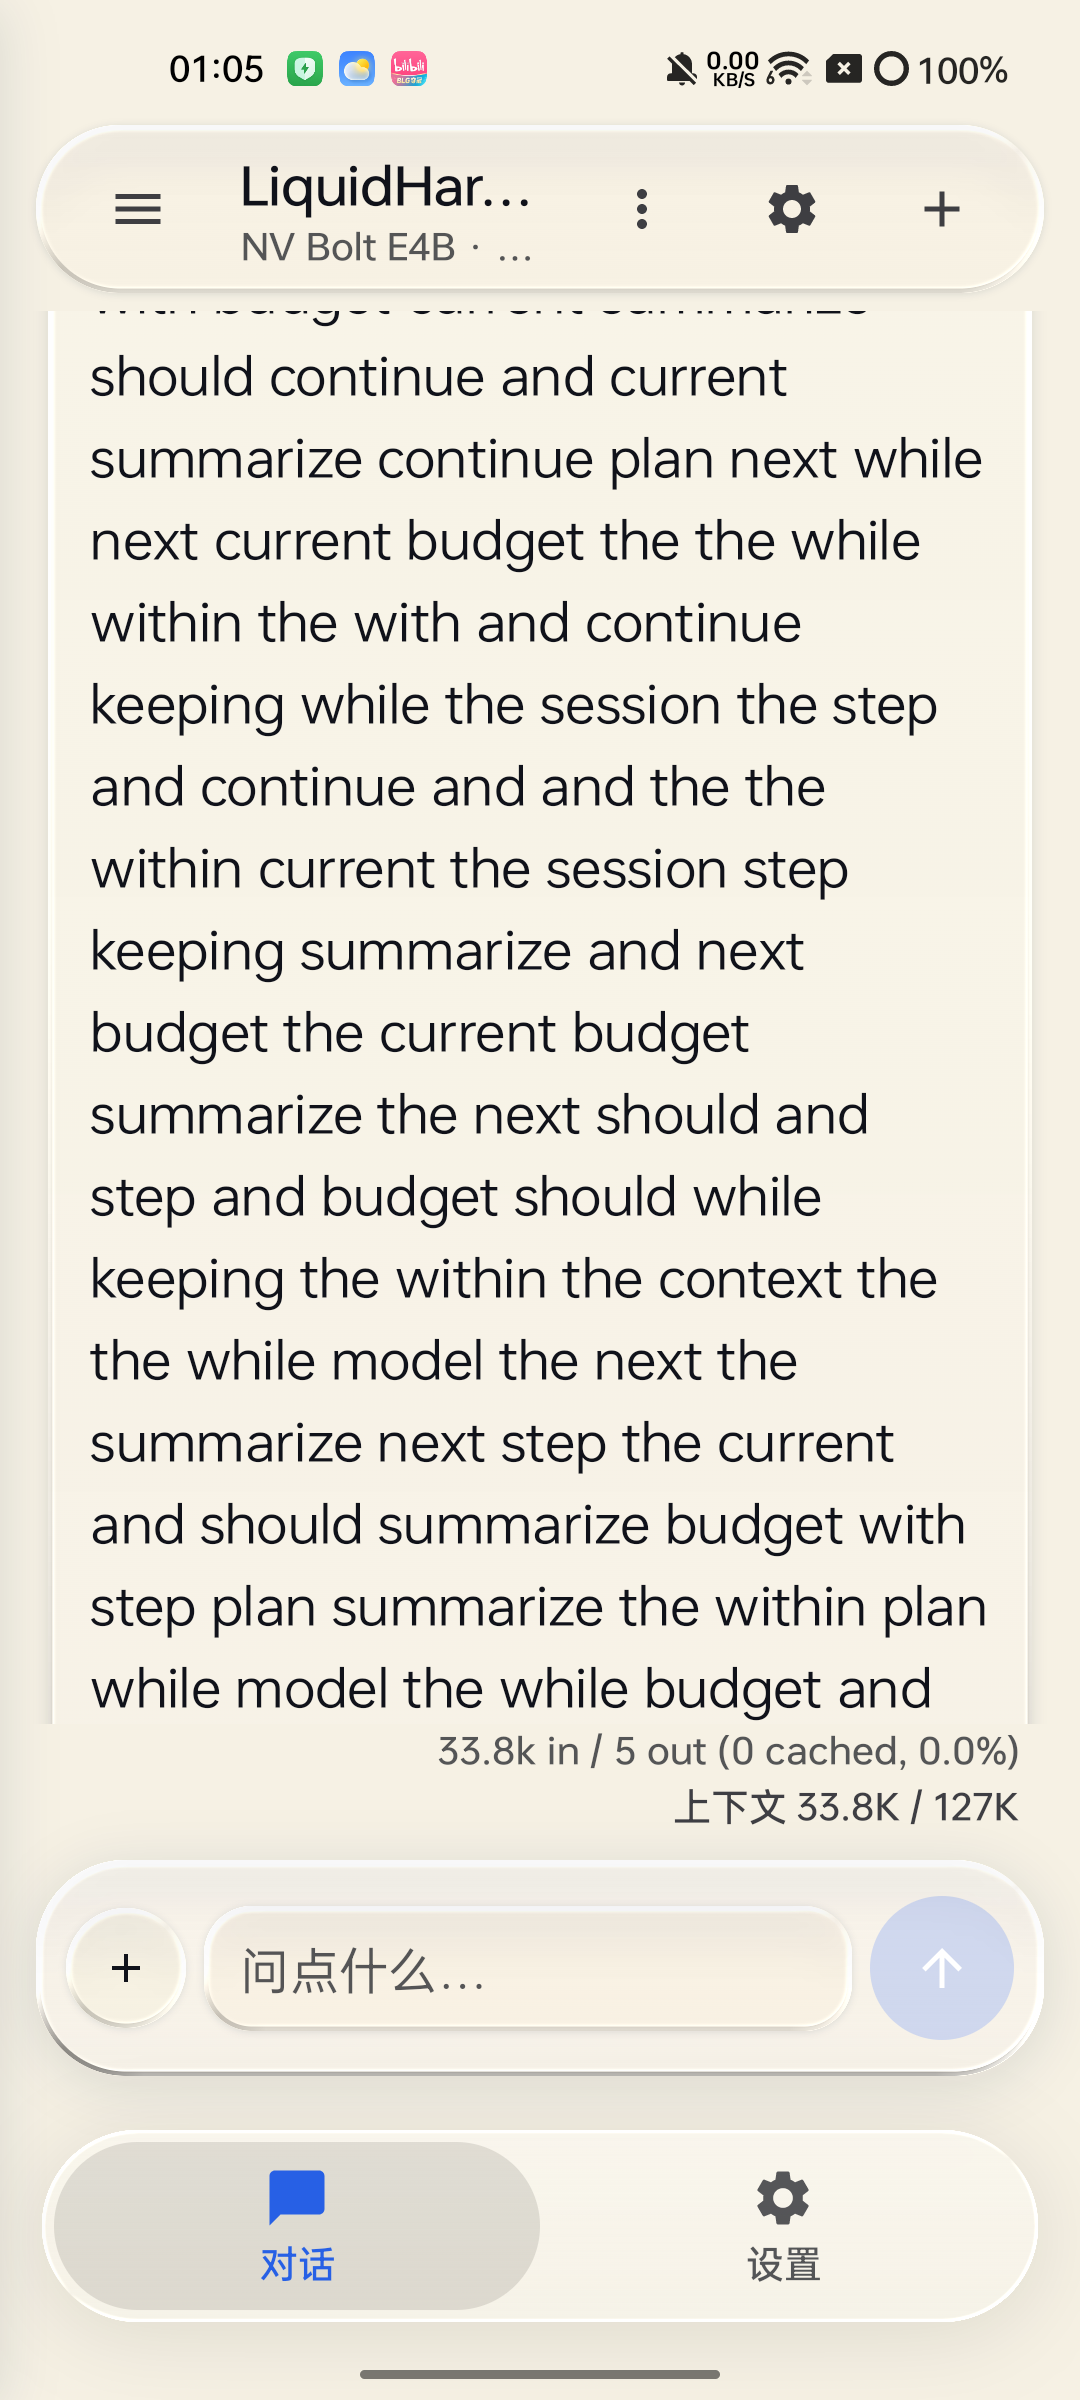 01:05
0.00
KB/S
6
100%
LiquidHar...
NV Bolt E4B · ...
with budget current summarize
should continue and current
summarize continue plan next while
next current budget the the while
within the with and continue
keeping while the session the step
and continue and and the the
within current the session step
keeping summarize and next
budget the current budget
summarize the next should and
step and budget should while
keeping the within the context the
the while model the next the
summarize next step the current
and should summarize budget with
step plan summarize the within plan
while model the while budget and
33.8k in / 5 out (0 cached, 0.0%)
上下文 33.8K / 127K
问点什么...
对话
设置